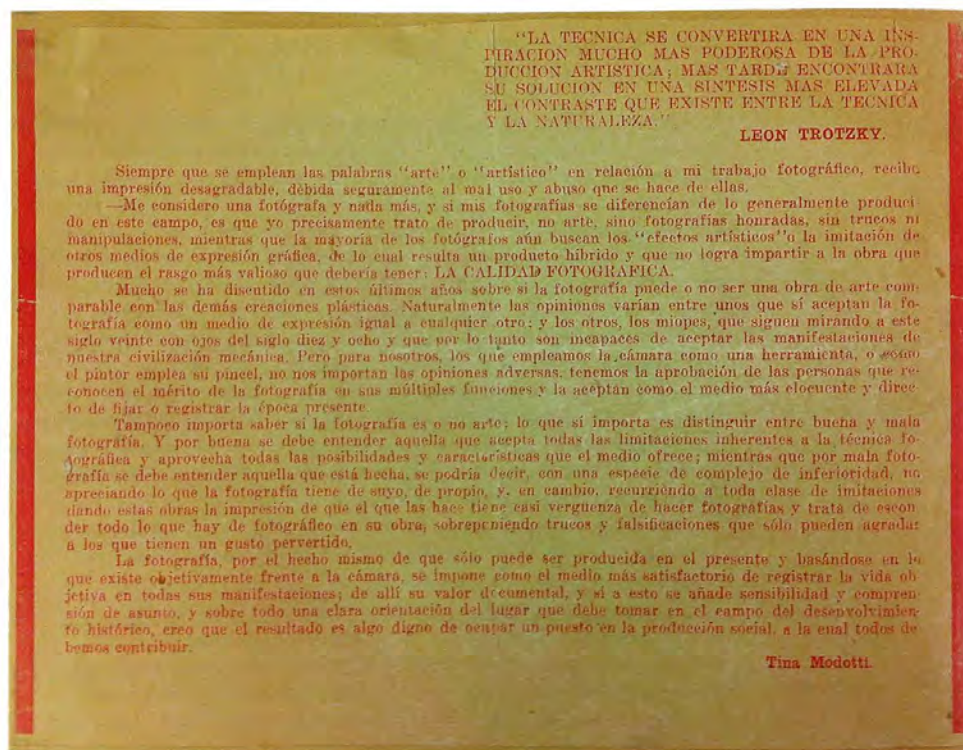 "LA TECNICA SE CONVERTIRA EN UNA INS-
PIRACION MUCHO MAS PODEROSA DE LA PRO-
DUCCION ARTISTICA; MAS TARDE ENCONTRARA
SU SOLUCION EN UNA SINTESIS MAS ELEVADA
EL CONTRASTE QUE EXISTE ENTRE LA TECNICA
Y LA NATURALEZA."
LEON TROTZKY.
Siempre que se emplean las palabras "arte" o "artístico" en relación a mi trabajo fotográfico, recibo
una impresión desagradable, debida seguramente al mal uso y abuso que se hace de ellas.
—Me considero una fotógrafa y nada más, y si mis fotografías se diferencían de lo generalmente produci
do en este campo, es que yo precisamente trato de producir, no arte, sino fotografías honradas, sin trucos ni
manipulaciones, mientras que la mayoría de los fotógrafos aún buscan los "efectos artísticos" o la imitación de
otros medios de expresión gráfica, de lo cual resulta un producto híbrido y que no logra impartir a la obra que
producen el rasgo más valioso que debería tener: LA CALIDAD FOTOGRAFICA.
Mucho se ha disentido en estos últimos años sobre si la fotografía puede o no ser una obra de arte com
parable con las demás creaciones plásticas. Naturalmente las opiniones varían entre unos que sí aceptan la fo-
tografía como un medio de expresión igual a cualquier otro; y los otros, los miopes, que siguen mirando a este
siglo veinte con ojos del siglo diez y ocho y que por lo tanto son incapaces de aceptar las manifestaciones de
nuestra civilización mecánica. Pero para nosotros, los que empleamos la cámara como una herramienta, o como
el pintor emplea su pincel, no nos importan las opiniones adversas, tenemos la aprobación de las personas que re-
conocen el mérito de la fotografía en sus múltiples funciones y la aceptan como el medio más elocuente y direc-
to de fijar o registrar la época presente.
Tampoco importa saber si la fotografía es o no arte; lo que sí importa es distinguir entre buena y mala
fotografía. Y por buena se debe entender aquella que acepta todas las limitaciones inherentes a la técnica fo-
tográfica y aprovecha todas las posibilidades y características que el medio ofrece; mientras que por mala foto-
grafía se debe entender aquella que está hecha, se podría decir, con una especie de complejo de inferioridad, no
apreciando lo que la fotografía tiene de suyo, de propio, y, en cambio, recurriendo a toda clase de imitaciones
dando estas obras la impresión de que el que las hace tiene casi vergüenza de hacer fotografías y trata de escon
der todo lo que hay de fotográfico en su obra, sobreponiendo trucos y falsificaciones que sólo pueden agradar
a los que tienen un gusto pervertido.
La fotografía, por el hecho mismo de que sólo puede ser producida en el presente y basándose en lo
que existe objetivamente frente a la cámara, se impone como el medio más satisfactorio de registrar la vida ob
jetiva en todas sus manifestaciones; de allí su valor documental, y si a esto se añade sensibilidad y compren-
sión de asunto, y sobre todo una clara orientación del lugar que debe tomar en el campo del desenvolvimien-
to histórico, creo que el resultado es algo digno de ocupar un puesto en la producción social, a la cual todos de-
bemos contribuir.
Tina Modotti.